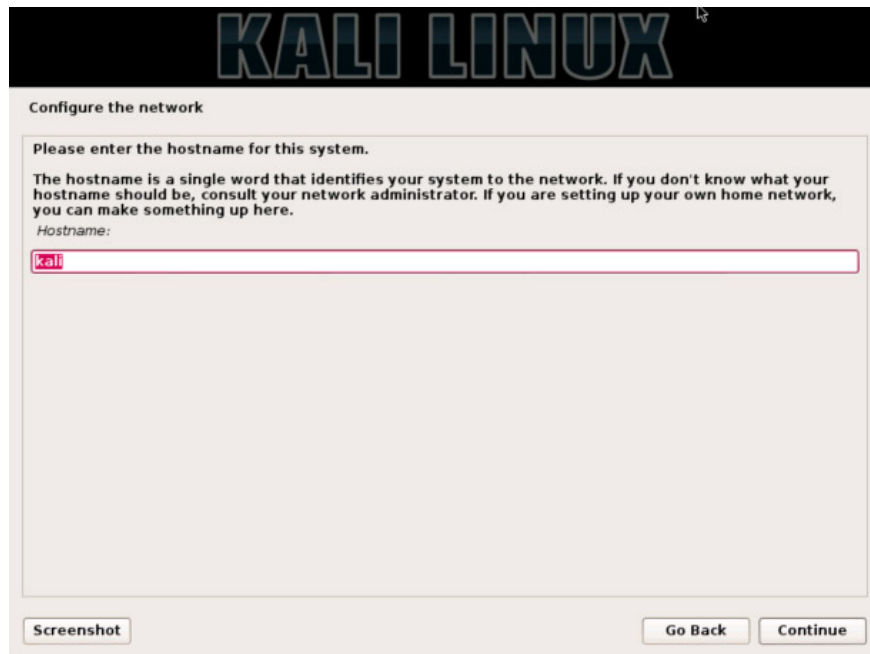 KALI LINUX
Configure the network
Please enter the hostname for this system.
The hostname is a single word that identifies your system to the network. If you don't know what your
hostname should be, consult your network administrator. If you are setting up your own home network,
you can make something up here.
Hostname:
kali
Screenshot
Go Back
Continue